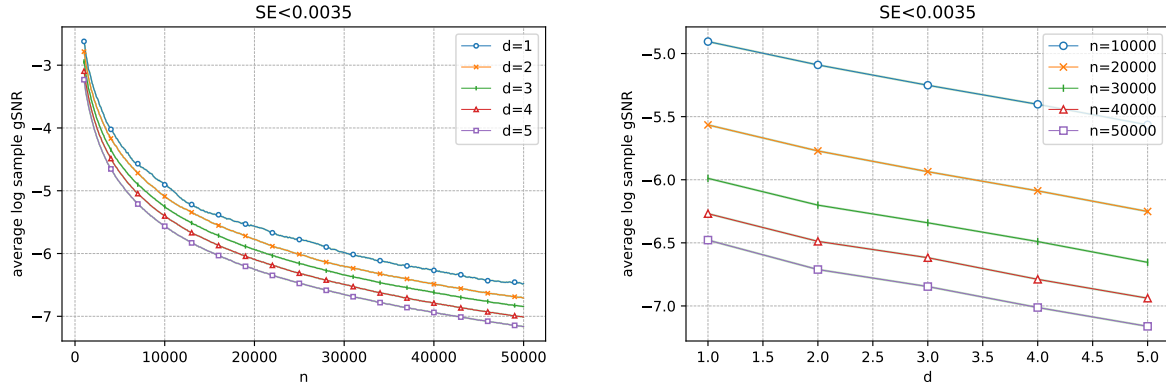 SE<0.0035
average log sample gSNR
−3
−4
−5
−6
−7
0
10000
20000
30000
40000
50000
n
d=1
d=2
d=3
d=4
d=5
SE<0.0035
average log sample gSNR
−5.0
−5.5
−6.0
−6.5
−7.0
1.0
1.5
2.0
2.5
3.0
3.5
4.0
4.5
5.0
d
n=10000
n=20000
n=30000
n=40000
n=50000